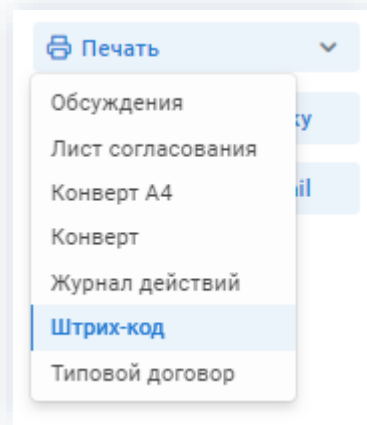 Печать
Обсуждения
Лист согласования
Конверт А4
Конверт
Журнал действий
Штрих-код
Типовой договор